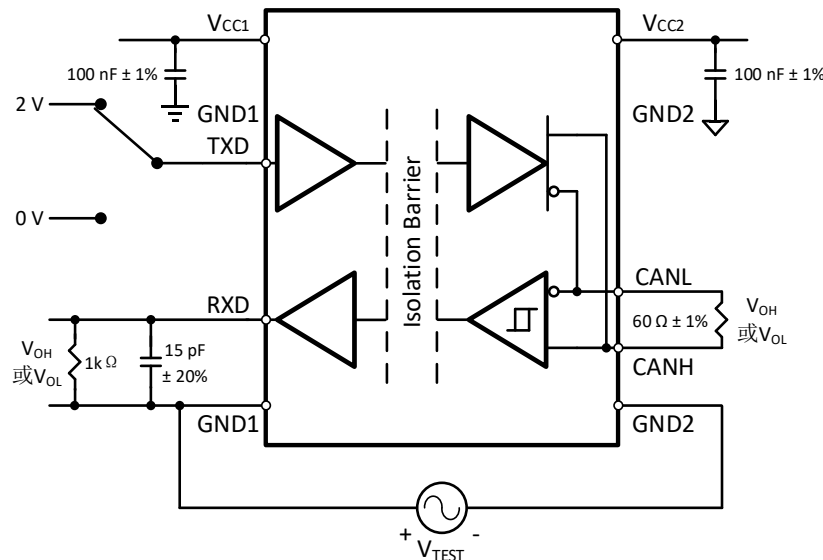 VCC1
VCC2
100 nF ± 1%
100 nF ± 1%
2 V
GND1
GND2
TXD
0 V
Isolation Barrier
CANL
RXD
60 Ω ± 1%
VOH
或VOL
VOH
或VOL
1k Ω
15 pF
± 20%
CANH
GND1
GND2
+
-
VTEST